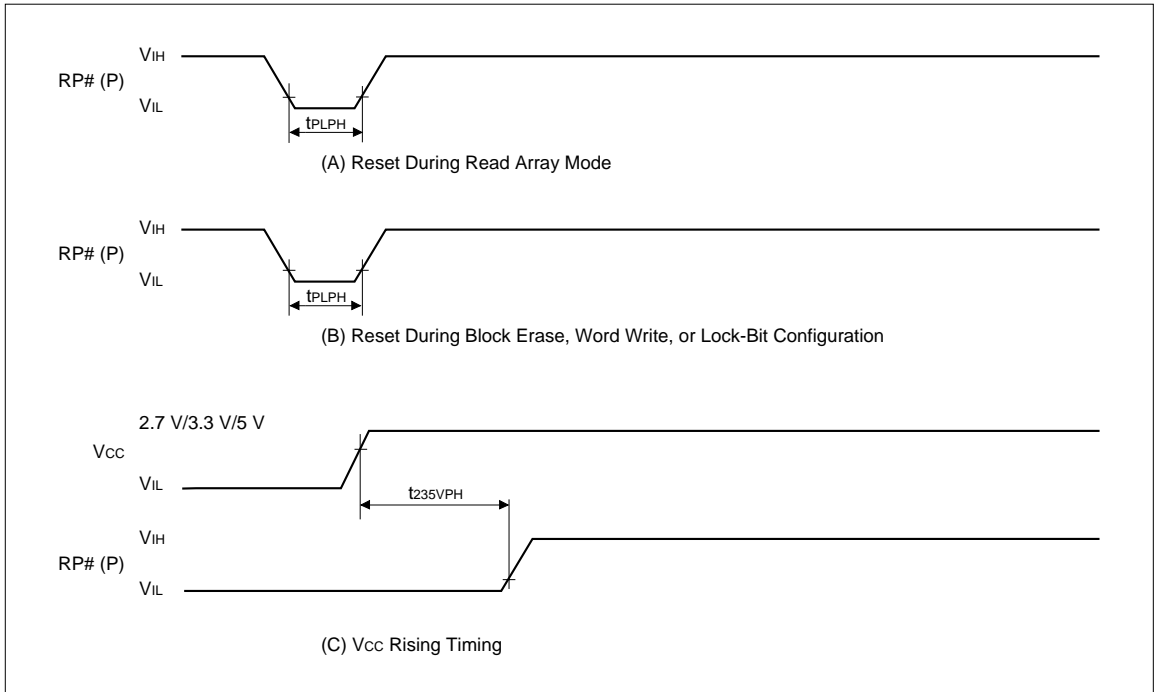 VIH
RP# (P)
VIL
tPLPH
(A) Reset During Read Array Mode
VIH
RP# (P)
VIL
tPLPH
(B) Reset During Block Erase, Word Write, or Lock-Bit Configuration
2.7 V/3.3 V/5 V
VCC
VIL
t235VPH
VIH
RP# (P)
VIL
(C) VCC Rising Timing